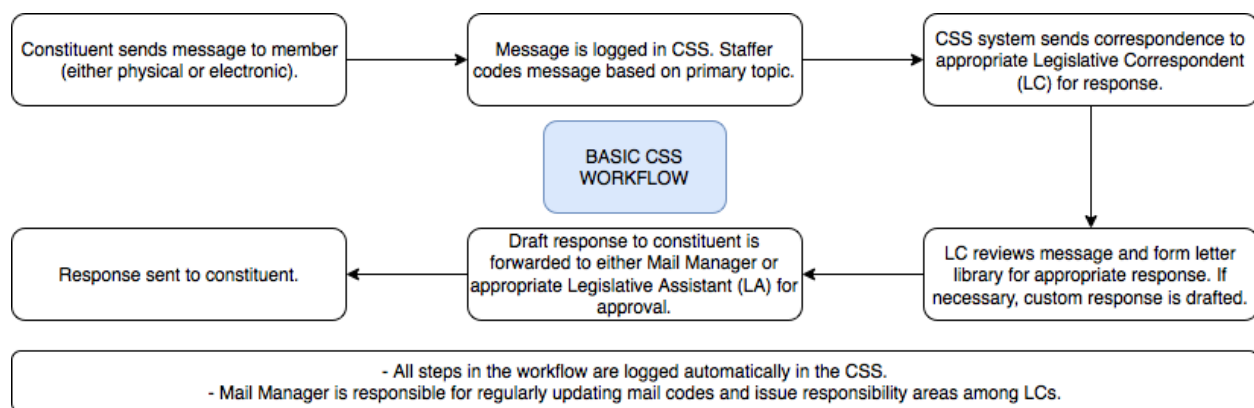 Constituent sends message to member
(either physical or electronic).
Message is logged in CSS. Staffer
codes message based on primary topic.
CSS system sends correspondence to
appropriate Legislative Correspondent
(LC) for response.
BASIC CSS
WORKFLOW
LC reviews message and form letter
library for appropriate response. If
necessary, custom response is drafted.
Draft response to constituent is
forwarded to either Mail Manager or
appropriate Legislative Assistant (LA) for
approval.
Response sent to constituent.
- All steps in the workflow are logged automatically in the CSS.
- Mail Manager is responsible for regularly updating mail codes and issue responsibility areas among LCs.